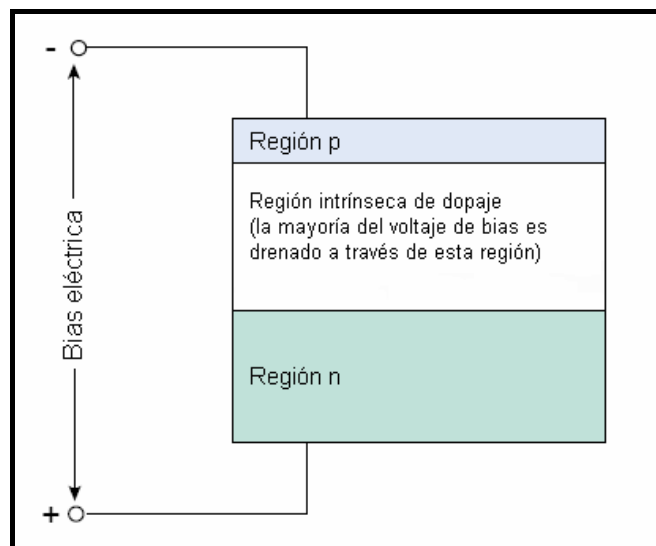 -
Región p
Región intrínseca de dopaje
(la mayoría del voltaje de bias es
drenado a través de esta región)
Bias eléctrica
Región n
+